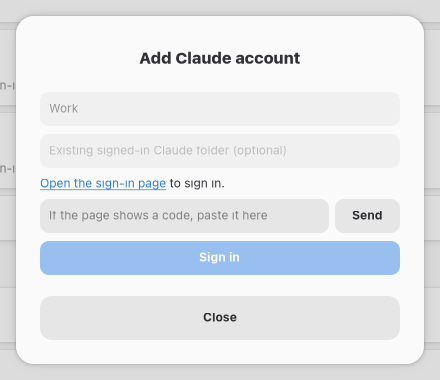 Add Claude account
Work
Existing signed-in Claude folder (optional)
Open the sign-in page to sign in.
If the page shows a code, paste it here
Send
Sign in
Close